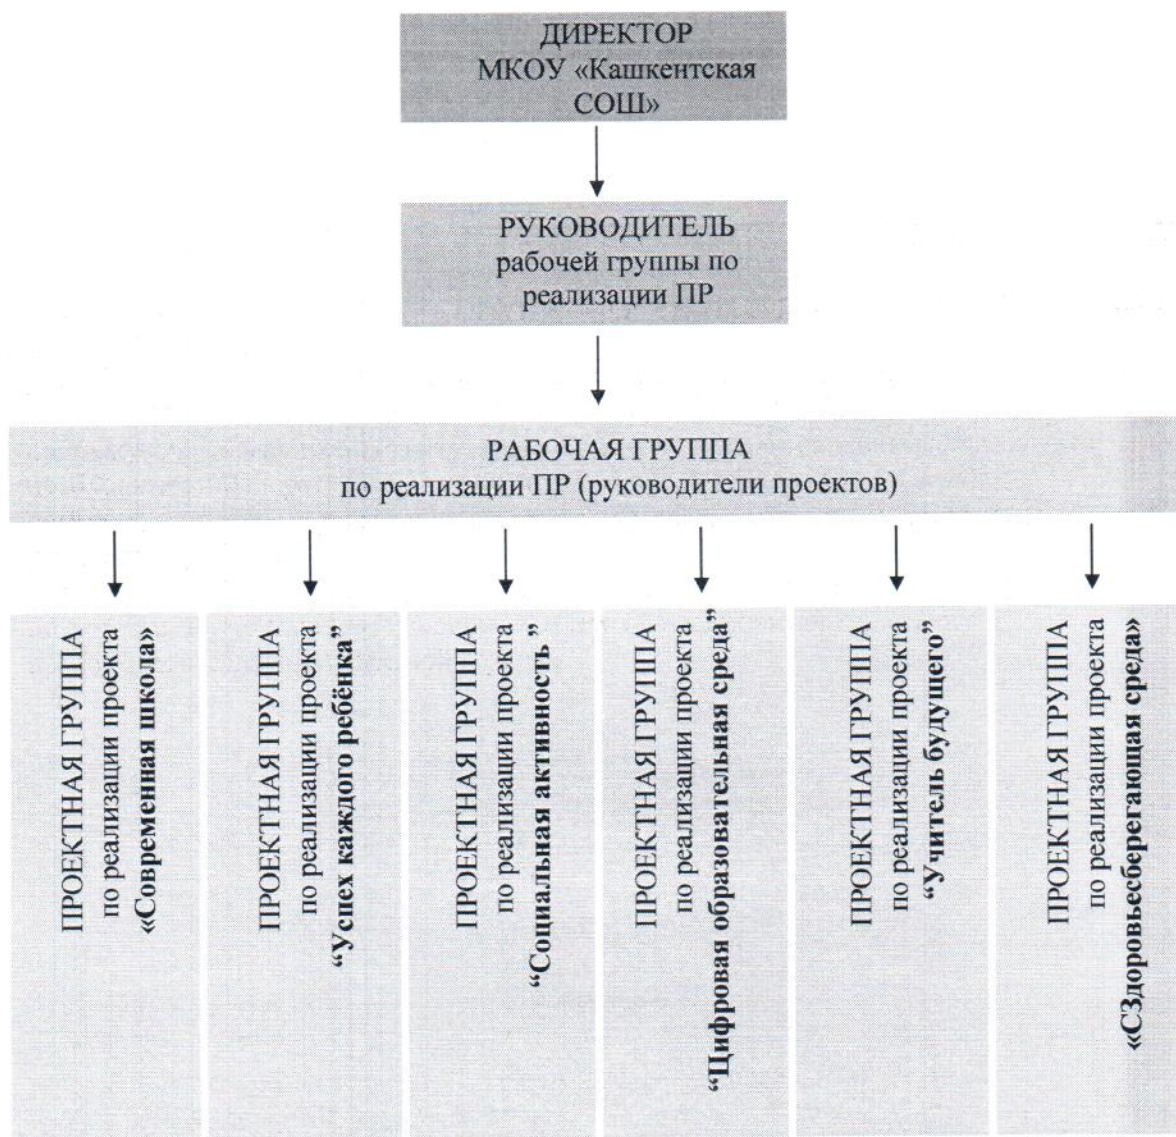 ДИРЕКТОР
МКОУ «Кашкентская
СОШ»
РУКОВОДИТЕЛЬ
рабочей группы по
реализации ПР
РАБОЧАЯ ГРУППА
по реализации ПР (руководители проектов)
ПРОЕКТНАЯ ГРУППА
по реализации проекта
«Современная школа»
ПРОЕКТНАЯ ГРУППА
по реализации проекта
“Успех каждого ребёнка”
ПРОЕКТНАЯ ГРУППА
по реализации проекта
“Социальная активность ”
ПРОЕКТНАЯ ГРУППА
по реализации проекта
“Цифровая образовательная среда”
ПРОЕКТНАЯ ГРУППА
по реализации проекта
“Учитель будущего”
ПРОЕКТНАЯ ГРУППА
по реализации проекта
«СЗдоровьесберегающая среда»